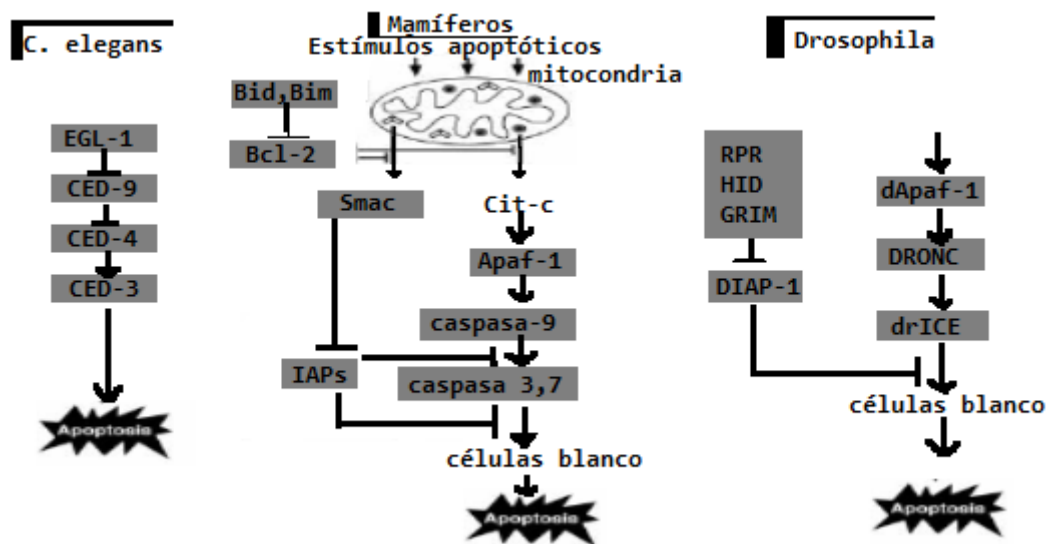 C. elegans
EGL-1
CED-9
CED-4
CED-3
Apoptosis
Mamíferos
Estímulos apoptóticos
mitocondria
Bid,Bim
Bcl-2
Smac
Cit-c
Apaf-1
caspasa-9
IAPs
caspasa 3,7
células blanco
Apoptosis
Drosophila
RPR
HID
GRIM
DIAP-1
dApaf-1
DRONC
drICE
células blanco
Apoptosis